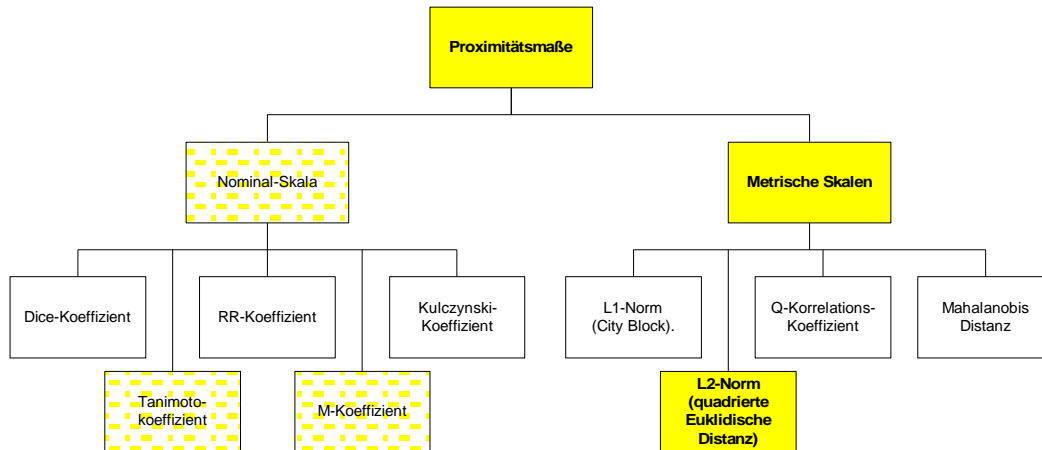 Proximitätsmaße
Nominal-Skala
Metrische Skalen
Dice-Koeffizient
RR-Koeffizient
Kulczynski-
Koeffizient
L1-Norm
(City Block).
Q-Korrelations-
Koeffizient
Mahalanobis
Distanz
Tanimoto-
koeffizient
M-Koeffizient
L2-Norm
(quadrierte
Euklidische
Distanz)